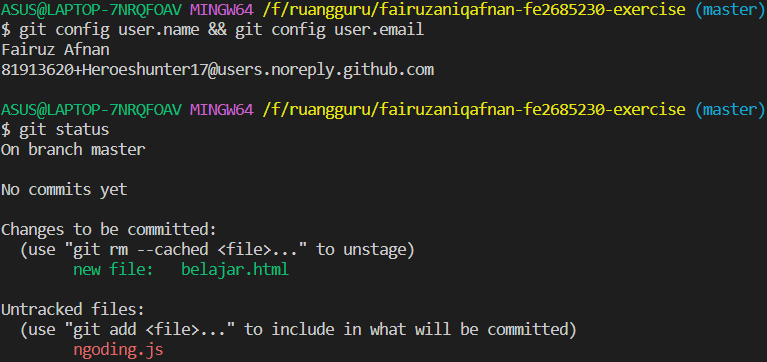 ASUS@LAPTOP-7NRQFOAV MINGW64 /f/ruangguru/fairuzaniqafnan-fe2685230-exercise (master)
$ git config user.name && git config user.email
Fairuz Afnan
81913620+Heroeshunter17@users.noreply.github.com

ASUS@LAPTOP-7NRQFOAV MINGW64 /f/ruangguru/fairuzaniqafnan-fe2685230-exercise (master)
$ git status
On branch master

No commits yet

Changes to be committed:
  (use "git rm --cached <file>..." to unstage)
        new file:   belajar.html

Untracked files:
  (use "git add <file>..." to include in what will be committed)
        ngoding.js